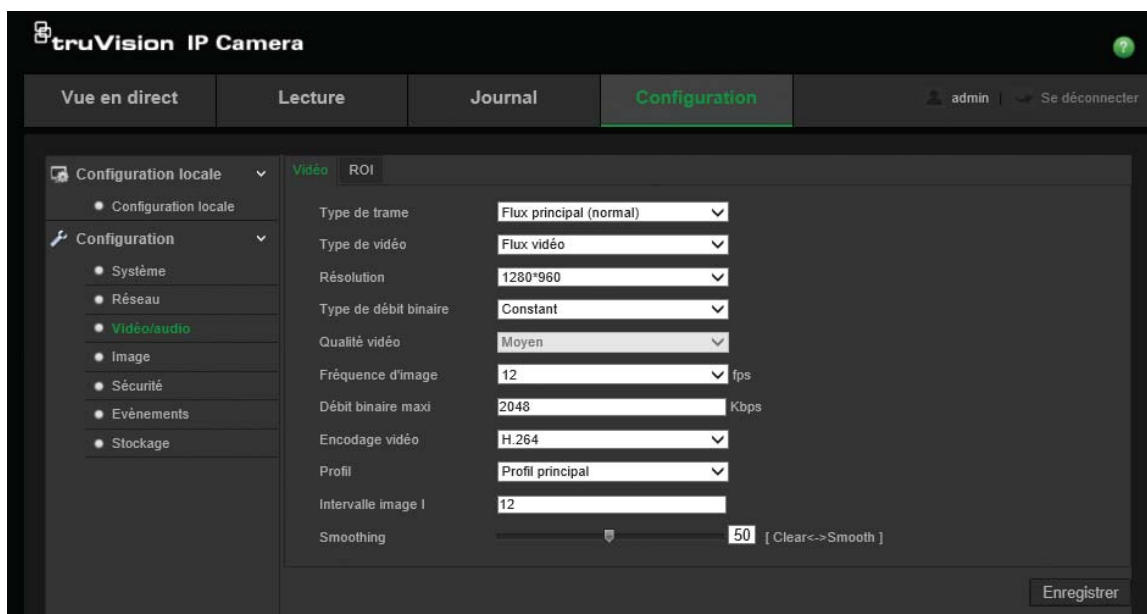 truVision IP Camera
?
Vue en direct
Lecture
Journal
Configuration
admin
Se déconnecter
Configuration locale
Configuration locale
Configuration
Système
Réseau
Vidéo/audio
Image
Sécurité
Evènements
Stockage
Vidéo
ROI
Type de trame
Flux principal (normal)
Type de vidéo
Flux vidéo
Résolution
1280*960
Type de débit binaire
Constant
Qualité vidéo
Moyen
Fréquence d'image
12
fps
Débit binaire maxi
2048
Kbps
Encodage vidéo
H.264
Profil
Profil principal
Intervalle image I
12
Smoothing
50
[ Clear<->Smooth ]
Enregistrer